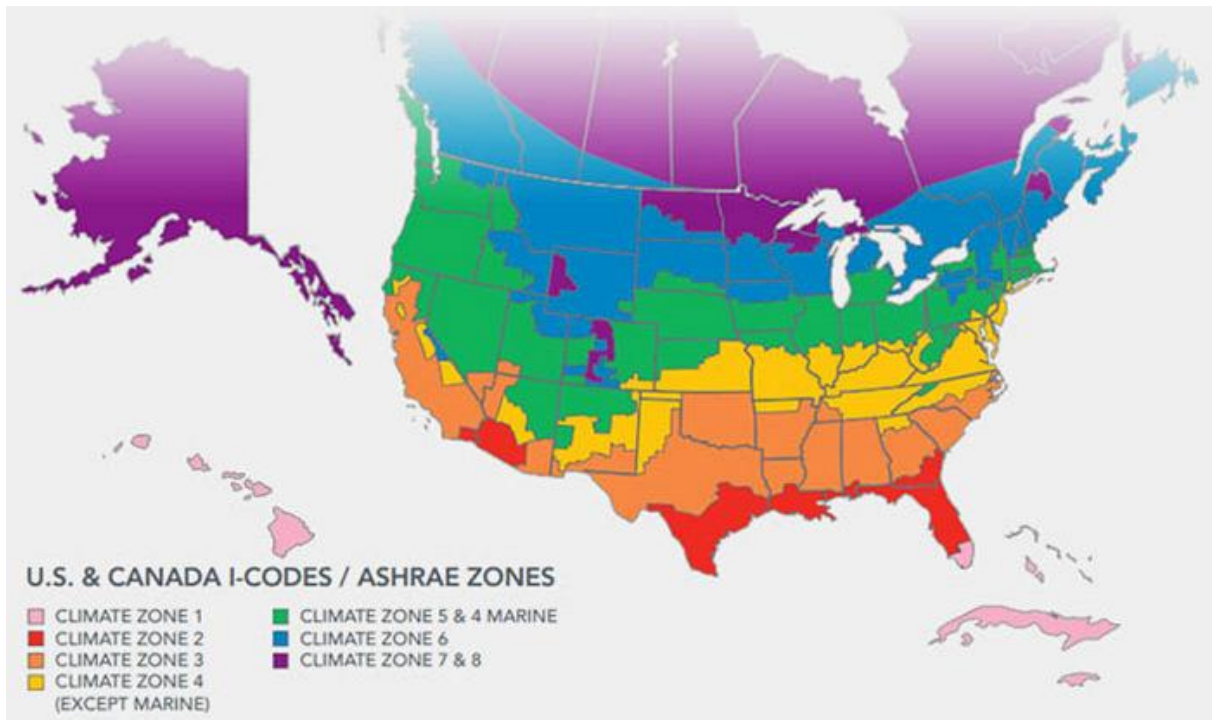 U.S. & CANADA I-CODES / ASHRAE ZONES
CLIMATE ZONE 1
CLIMATE ZONE 2
CLIMATE ZONE 3
CLIMATE ZONE 4
(EXCEPT MARINE)
CLIMATE ZONE 5 & 4 MARINE
CLIMATE ZONE 6
CLIMATE ZONE 7 & 8